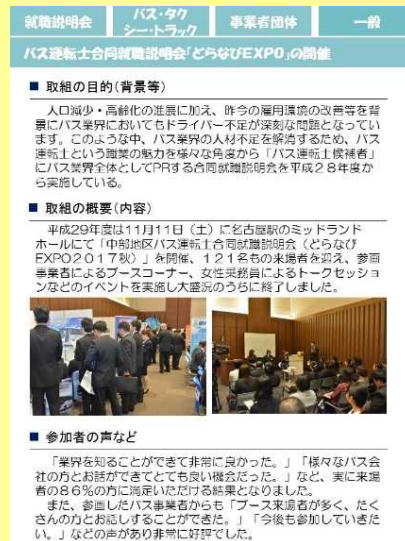 就職説明会
バス・タク
シー・トラック
事業者団体
一般
バス運転士合同就職説明会「どらなびEXPO」の開催
■ 取組の目的(背景等)
人口減少・高齢化の進展に加え、昨今の雇用環境の改善等を背
景にバス業界においてもドライバー不足が深刻な問題となってい
ます。このような中、バス業界の人材不足を解消するため、バス
運転士という職業の魅力を様々な角度から「バス運転士候補者」
にバス業界全体としてPRする合同就職説明会を平成28年度か
ら実施している。
■ 取組の概要(内容)
平成29年度は11月11日(土)に名古屋駅のミッドランド
ホールにて「中部地区バス運転士合同就職説明会(どらなび
EXPO2017秋)」を開催、121名もの来場者を迎え、参画
事業者によるブースコーナー、女性乗務員によるトークセッショ
ンなどのイベントを実施し大盛況のうちに終了しました。
■ 参加者の声など
「業界を知ることができて非常に良かった。」「様々なバス会
社の方とお話ができてとても良い機会だった。」など、実に来場
者の86%の方に満足いただける結果となりました。
また、参画したバス事業者からも「ブース来場者が多く、たく
さんの方とお話しすることができた。」「今後も参加していきた
い。」などの声があり非常に好評でした。